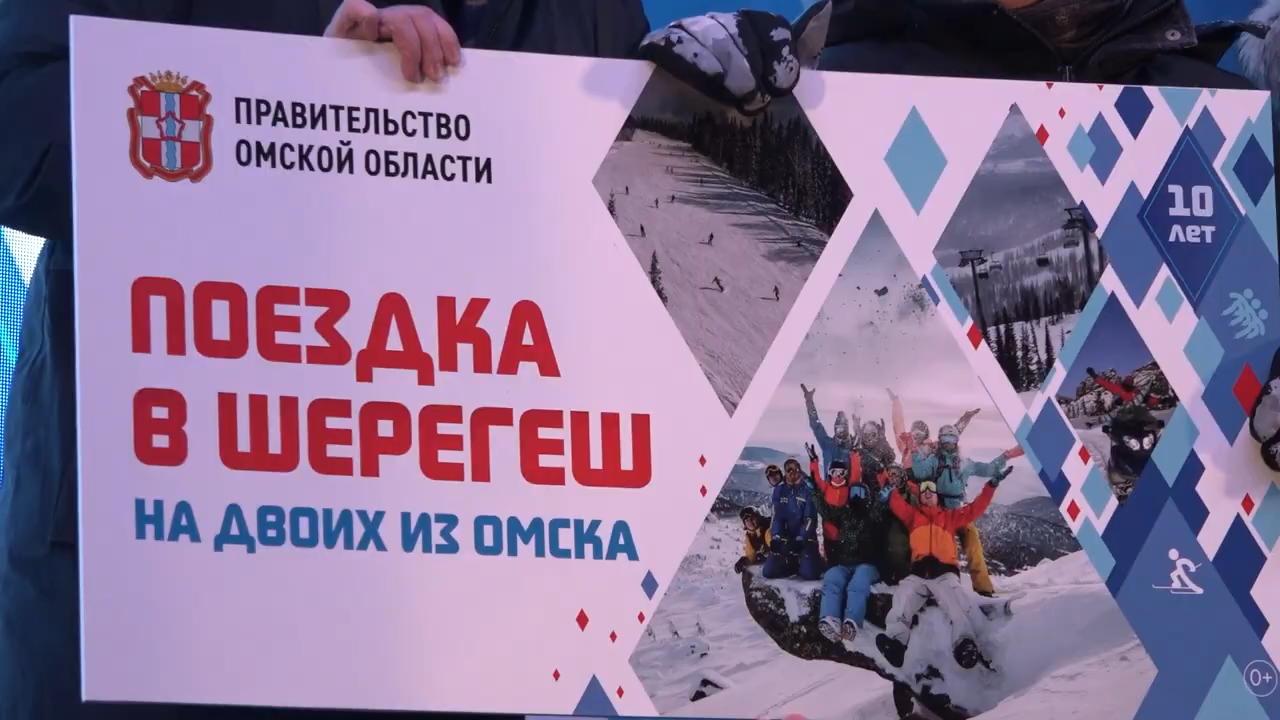 ПРАВИТЕЛЬСТВО
ОМСКОЙ ОБЛАСТИ
ПОЕЗДКА
В ШЕРЕГЕШ
НА ДВОИХ ИЗ ОМСКА
10
лет
0+